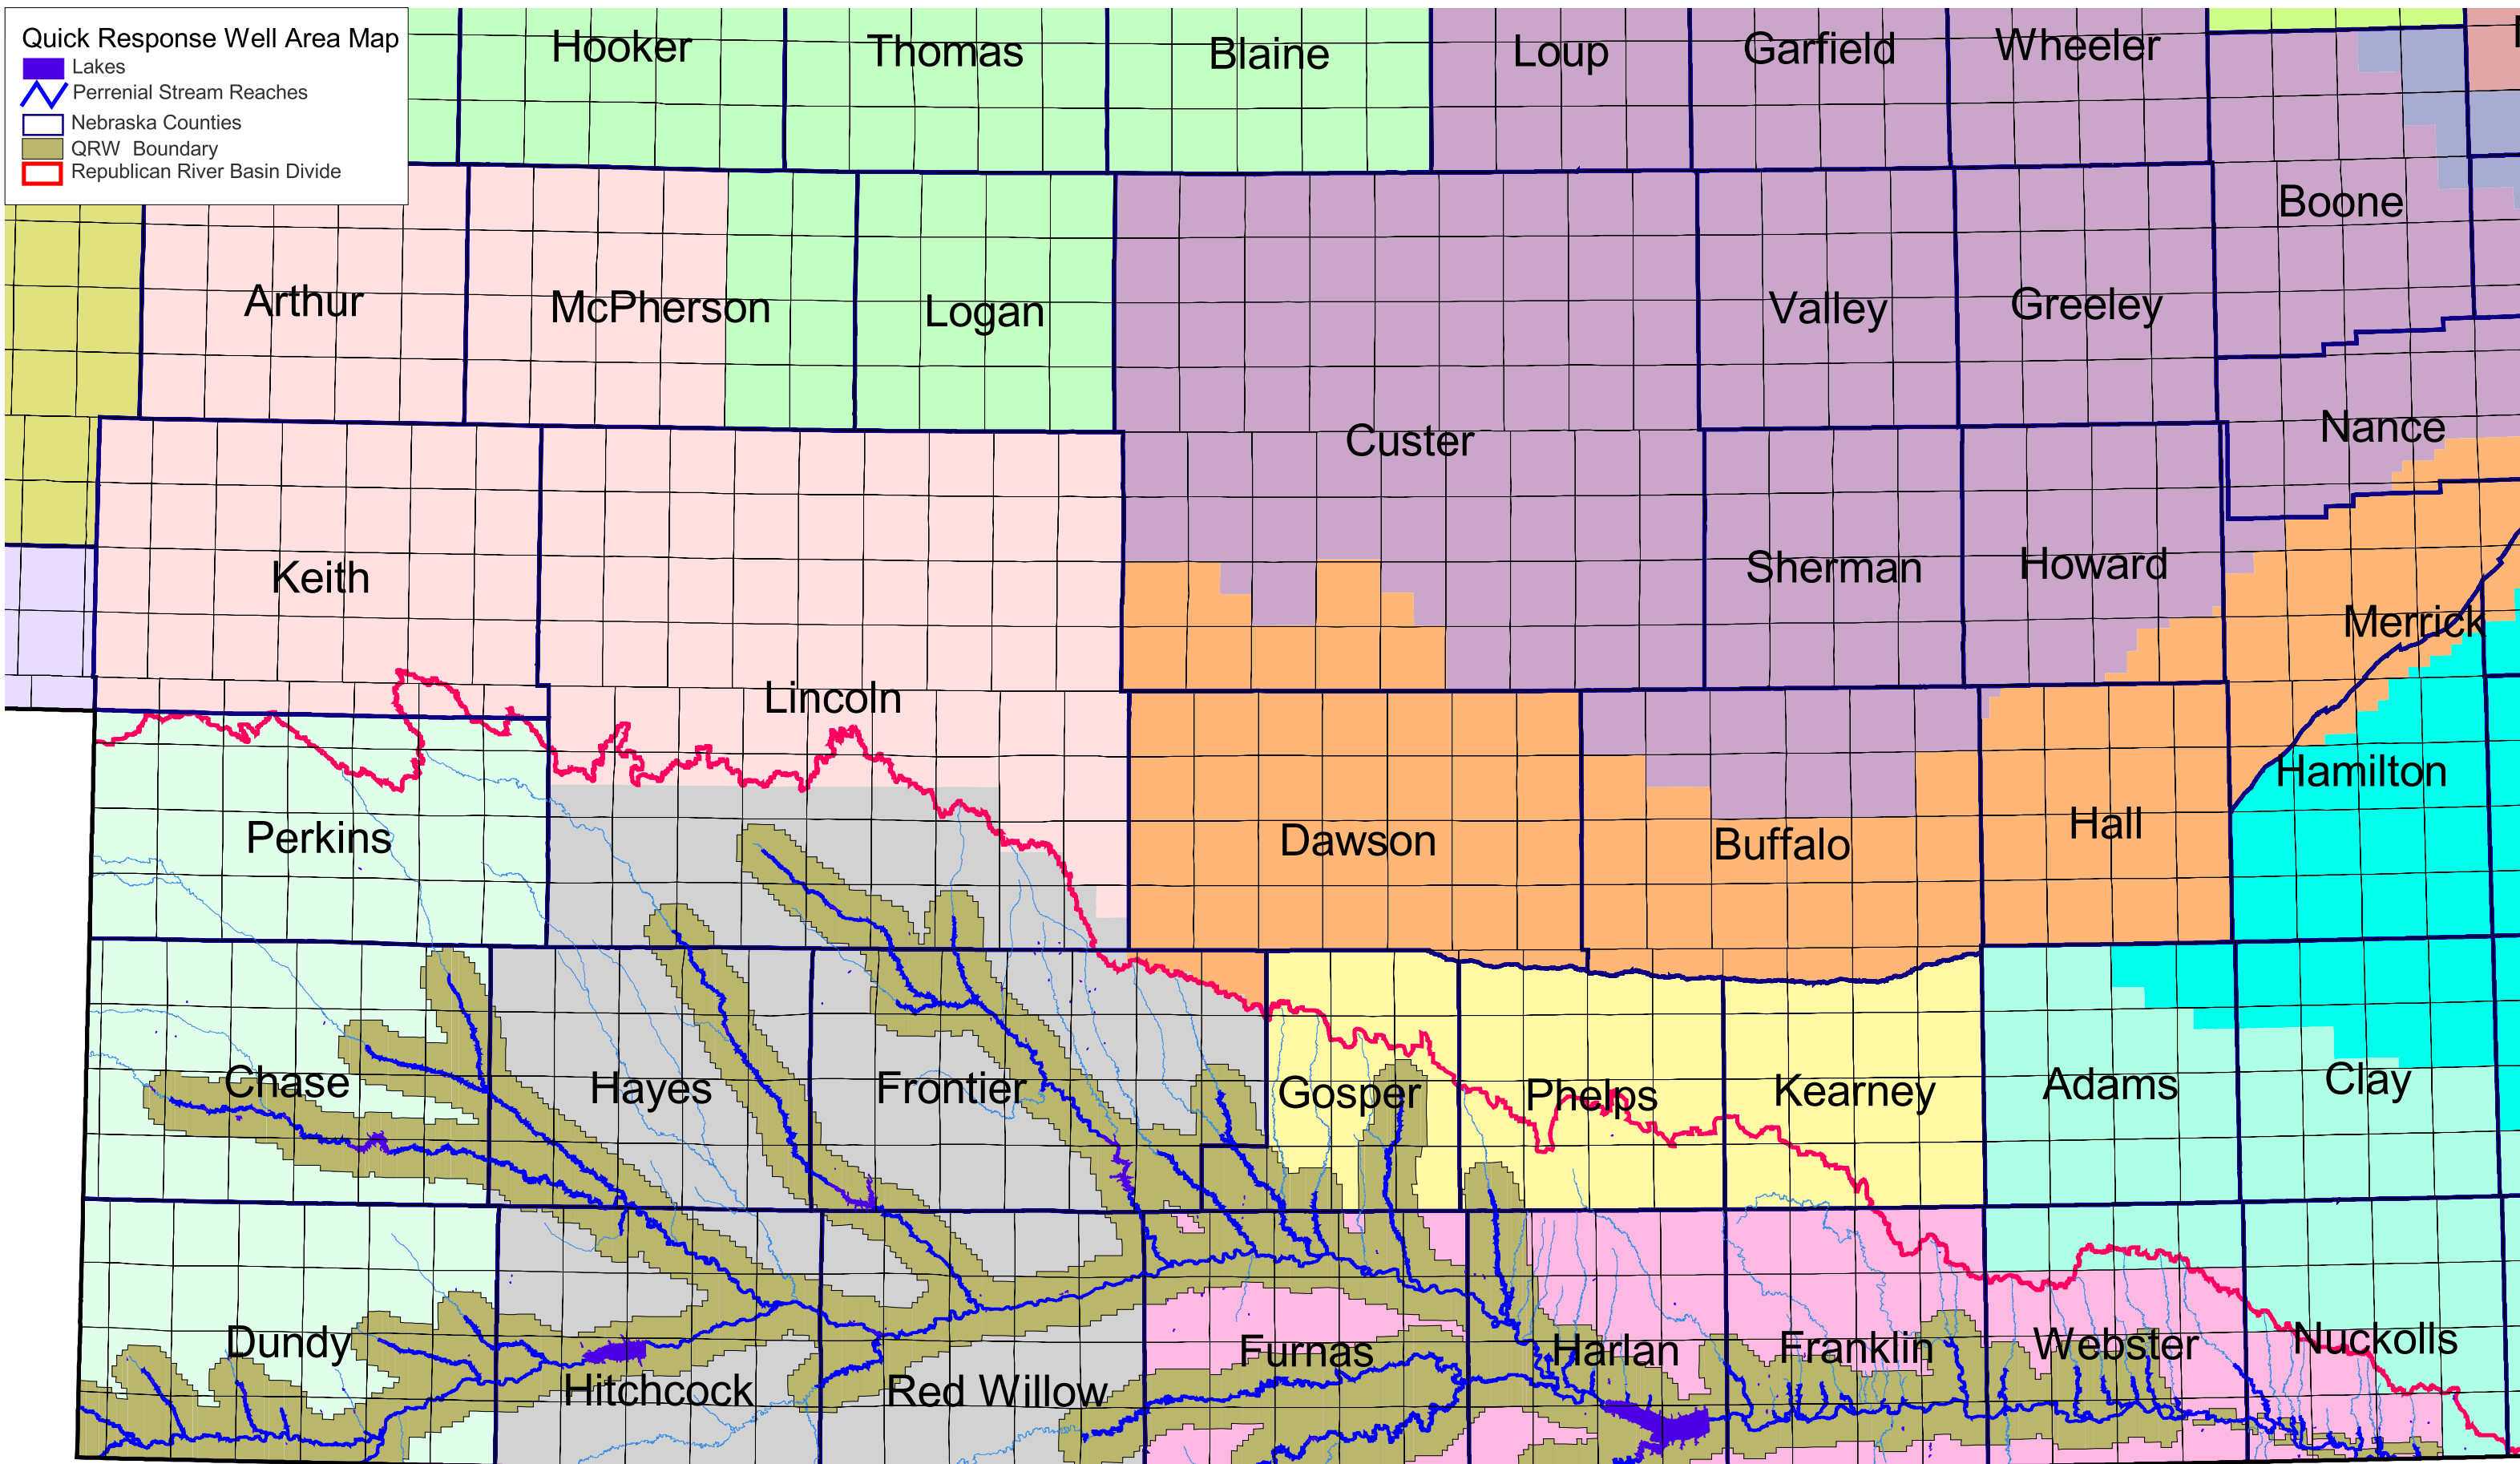 Quick Response Well Area Map
Lakes
Perrenial Stream Reaches
Nebraska Counties
QRW Boundary
Republican River Basin Divide
Hooker
Thomas
Blaine
Loup
Garfield
Wheeler
Boone
Arthur
McPherson
Logan
Valley
Greeley
Custer
Nance
Keith
Sherman
Howard
Merrick
Lincoln
Hamilton
Perkins
Dawson
Buffalo
Hall
Chase
Hayes
Frontier
Gosper
Phelps
Kearney
Adams
Clay
Dundy
Hitchcock
Red Willow
Furnas
Harlan
Franklin
Webster
Nuckolls